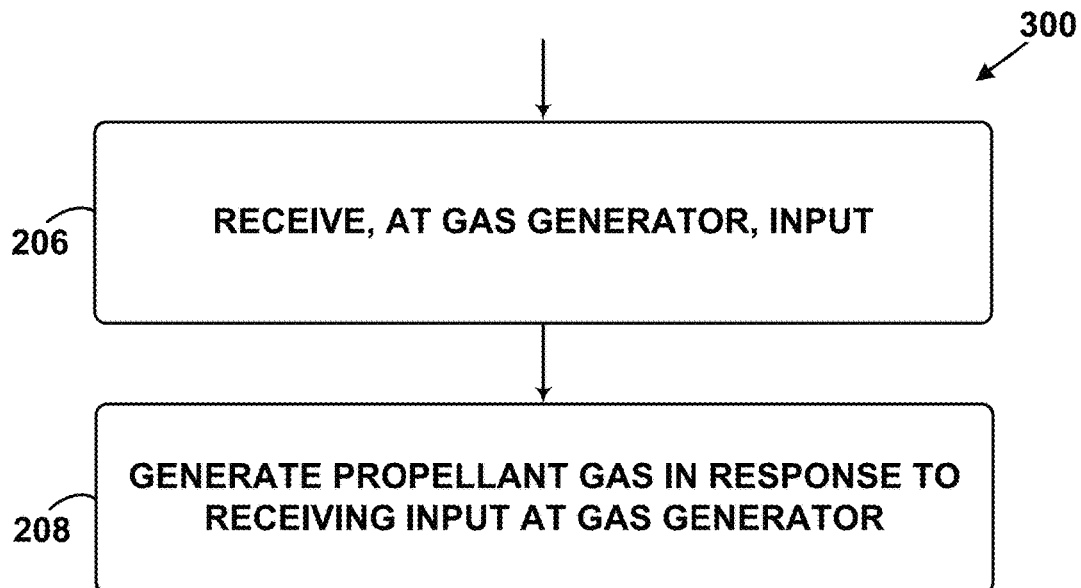 300
RECEIVE, AT GAS GENERATOR, INPUT
206
GENERATE PROPELLANT GAS IN RESPONSE TO
RECEIVING INPUT AT GAS GENERATOR
208